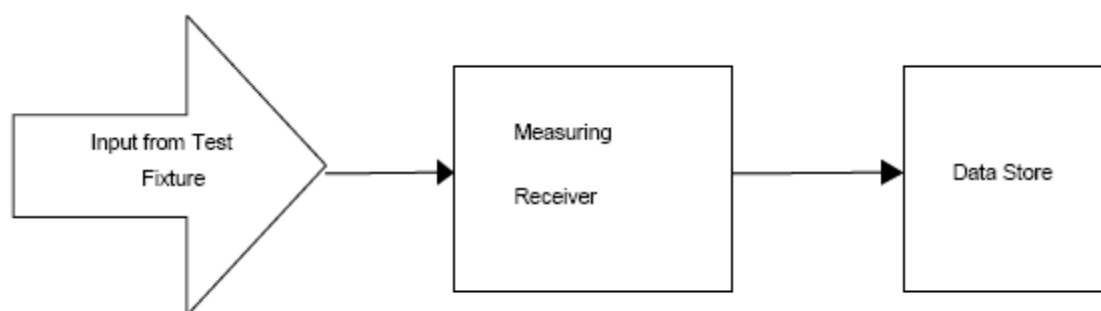 Input from Test
Fixture
Measuring
Receiver
Data Store